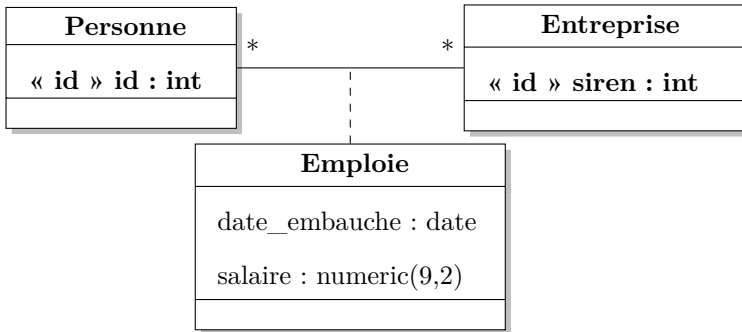 Personne
« id » id : int
*
*
Entreprise
« id » siren : int
Emploie
date_embauche : date
salaire : numeric(9,2)